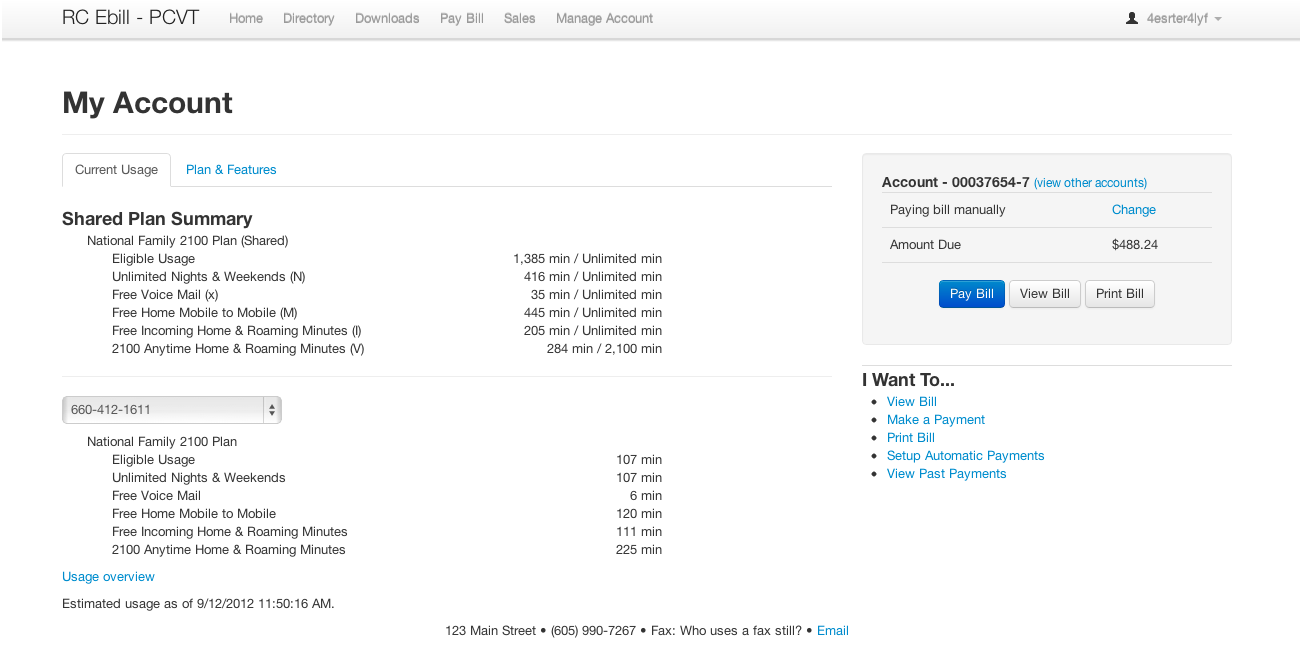 RC Ebill - PCVT Home Directory Downloads Pay Bill Sales Manage Account 4esrter4lyf
My Account
Current Usage Plan & Features
Shared Plan Summary
National Family 2100 Plan (Shared)
Eligible Usage 1,385 min / Unlimited min
Unlimited Nights & Weekends (N) 416 min / Unlimited min
Free Voice Mail (x) 35 min / Unlimited min
Free Home Mobile to Mobile (M) 445 min / Unlimited min
Free Incoming Home & Roaming Minutes (I) 205 min / Unlimited min
2100 Anytime Home & Roaming Minutes (V) 284 min / 2,100 min
660-412-1611
National Family 2100 Plan
Eligible Usage 107 min
Unlimited Nights & Weekends 107 min
Free Voice Mail 6 min
Free Home Mobile to Mobile 120 min
Free Incoming Home & Roaming Minutes 111 min
2100 Anytime Home & Roaming Minutes 225 min
Usage overview
Estimated usage as of 9/12/2012 11:50:16 AM.
Account - 00037654-7 (view other accounts)
Paying bill manually Change
Amount Due $488.24
Pay Bill View Bill Print Bill
I Want To...
• View Bill
• Make a Payment
• Print Bill
• Setup Automatic Payments
• View Past Payments
123 Main Street • (605) 990-7267 • Fax: Who uses a fax still? • Email